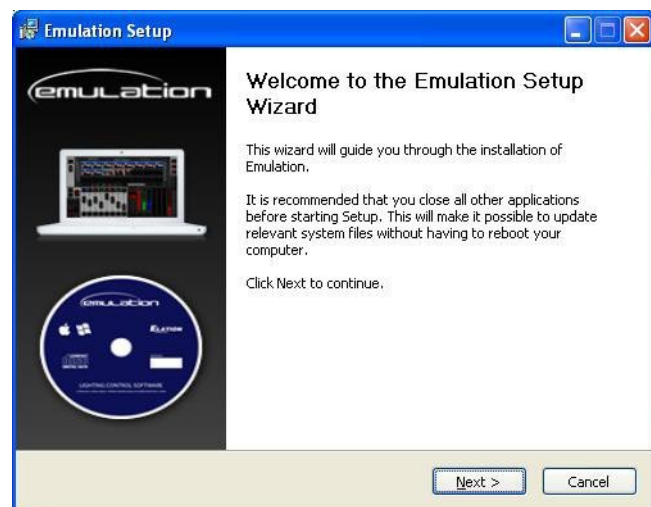 Emulation Setup
emulation
Welcome to the Emulation Setup
Wizard
This wizard will guide you through the installation of
Emulation.
It is recommended that you close all other applications
before starting Setup. This will make it possible to update
relevant system files without having to reboot your
computer.
Click Next to continue.
emulation
ELATION
LIGHTING CONTROL SOFTWARE
Next >
Cancel